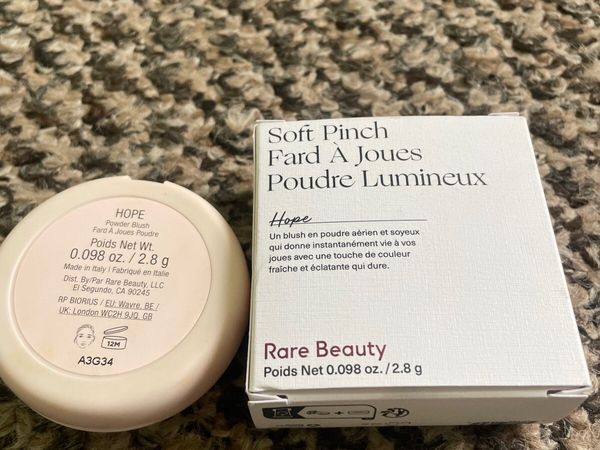 HOPE
Powder Blush
Fard À Joues Poudre
Poids Net Wt.
0.098 oz. / 2.8 g
Made in Italy / Fabriqué en Italie
Dist. By/Par Rare Beauty, LLC
El Segundo, CA 90245
RP BIORIUS / EU: Wavre, BE /
UK: London WC2H 9JQ, GB
12M
A3G34
Soft Pinch
Fard À Joues
Poudre Lumineux
Hope
Un blush en poudre aérien et soyeux
qui donne instantanément vie à vos
joues avec une touche de couleur
fraîche et éclatante qui dure.
Rare Beauty
Poids Net 0.098 oz. / 2.8 g